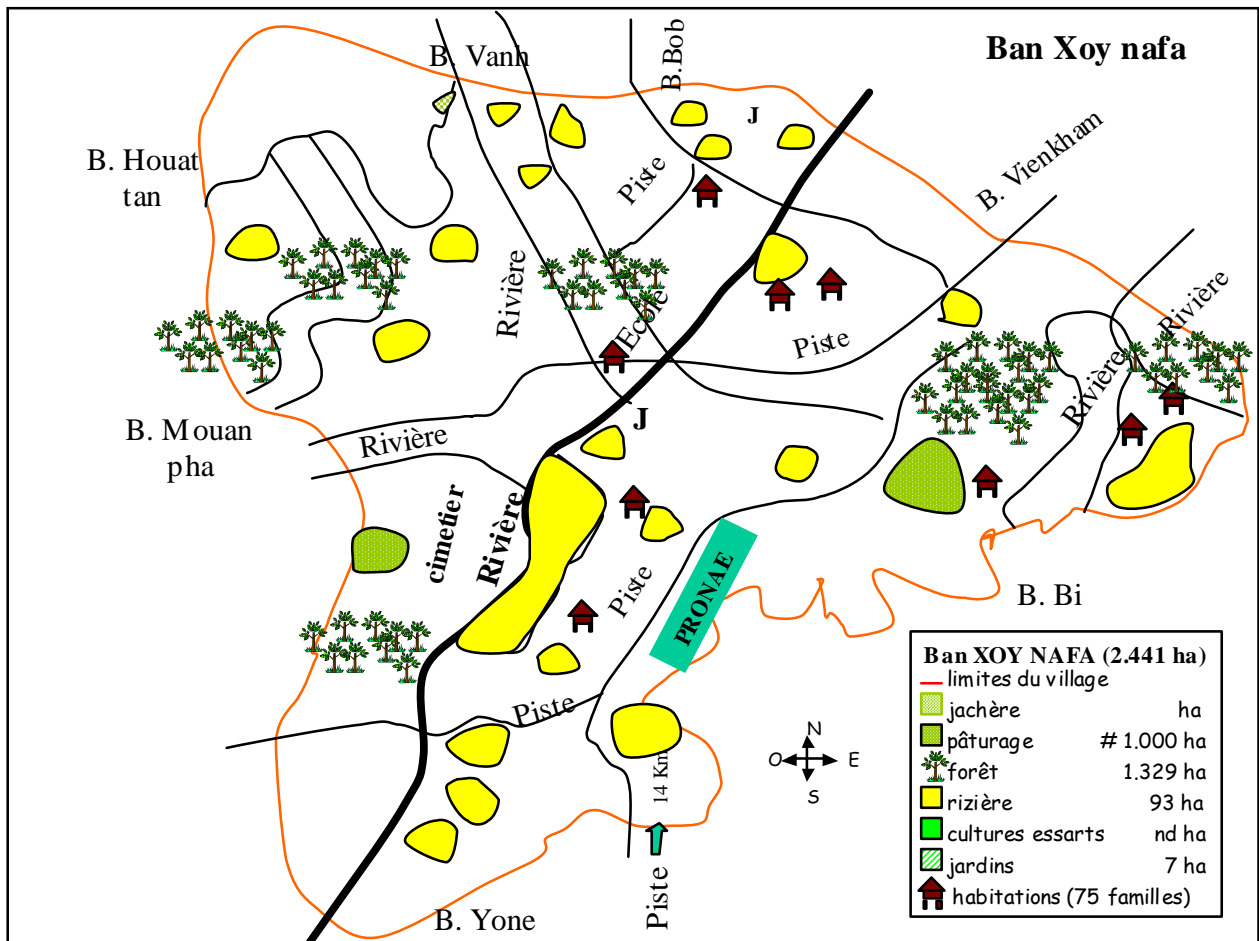 Ban Xoy nafa
B. Vanh
B.Bob
J
B. Vienkham
B. Houat
tan
Piste
Rivière
Ecole
Piste
Rivière
Rivière
J
B. Mouan
pha
Rivière
cimetier
Rivière
Piste
PRONAE
B. Bi
Piste
14 Km
Piste
B. Yone
N
O
E
S
Ban XOY NAFA (2.441 ha)
limites du village
jachère ha
pâturage # 1.000 ha
forêt 1.329 ha
rizière 93 ha
cultures essarts nd ha
jardins 7 ha
habitations (75 familles)